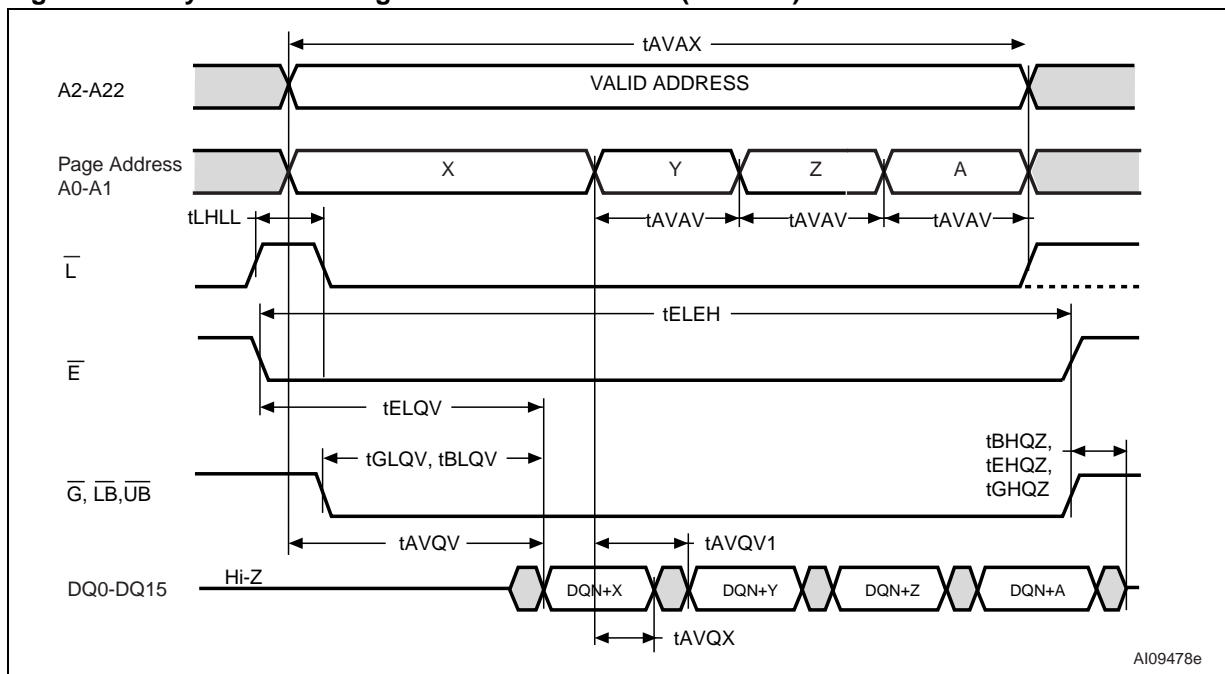 tAVAX
A2-A22
VALID ADDRESS
Page Address
A0-A1
X
Y
Z
A
tLHLL
tAVAV
tAVAV
tAVAV
L
tELEH
E
tELQV
tGLQV, tBLQV
tBHQZ,
tEHQZ,
tGHQZ
G, LB,UB
tAVQV
tAVQV1
DQ0-DQ15
Hi-Z
DQN+X
DQN+Y
DQN+Z
DQN+A
tAVQX
AI09478e